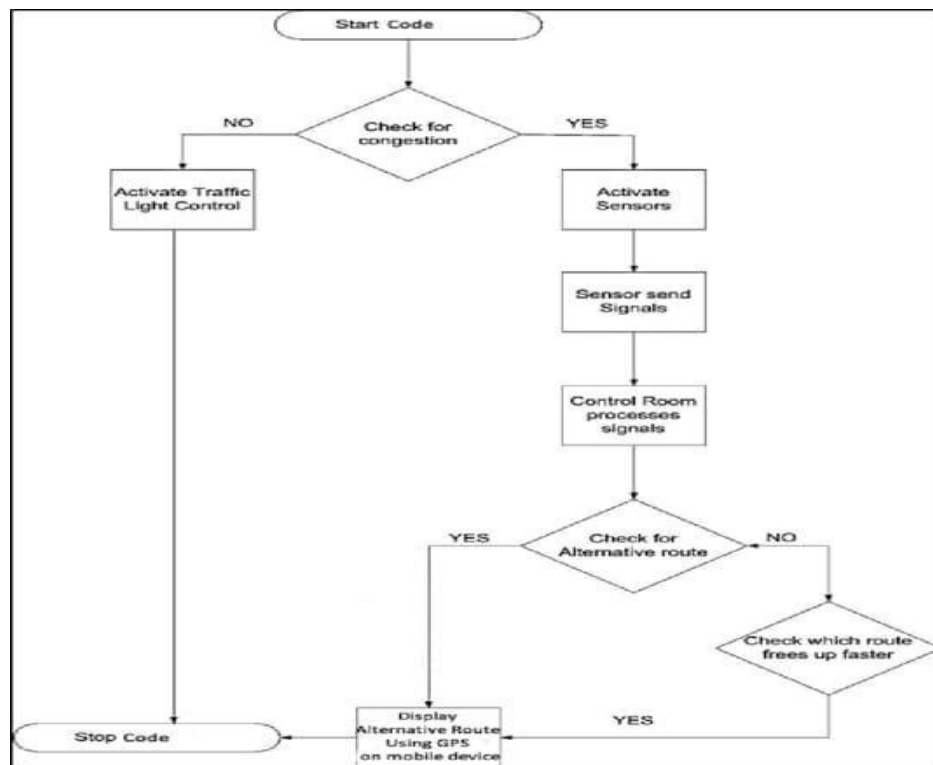 Start Code
NO
YES
Check for
congestion
Activate Traffic
Light Control
Activate
Sensors
Sensor send
Signals
Control Room
processes
signals
YES
Check for
Alternative route
NO
Check which route
frees up faster
YES
Display
Alternative Route
Using GPS
on mobile device
Stop Code